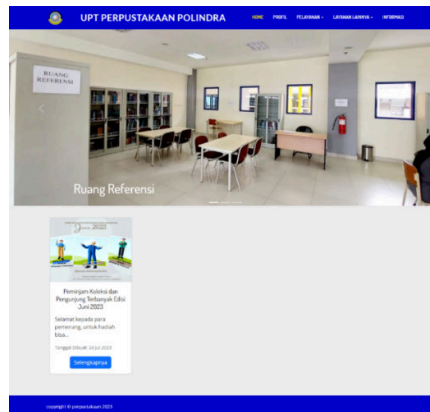 UPT PERPUSTAKAAN POLINDRA
HOME PROFIL PELAYANAN LAYANAN LAINNYA INFORMASI
RUANG
REFERENSI
Ruang Referensi
2023
Peminjam Koleksi dan
Pengunjung Terbanyak Edisi
Juni 2023
Selamat kepada para
pemenang, untuk hadiah
bisa...
Tanggal Dibuat: 14 Jul 2023
Selengkapnya
copyright © perpustakaan 2023